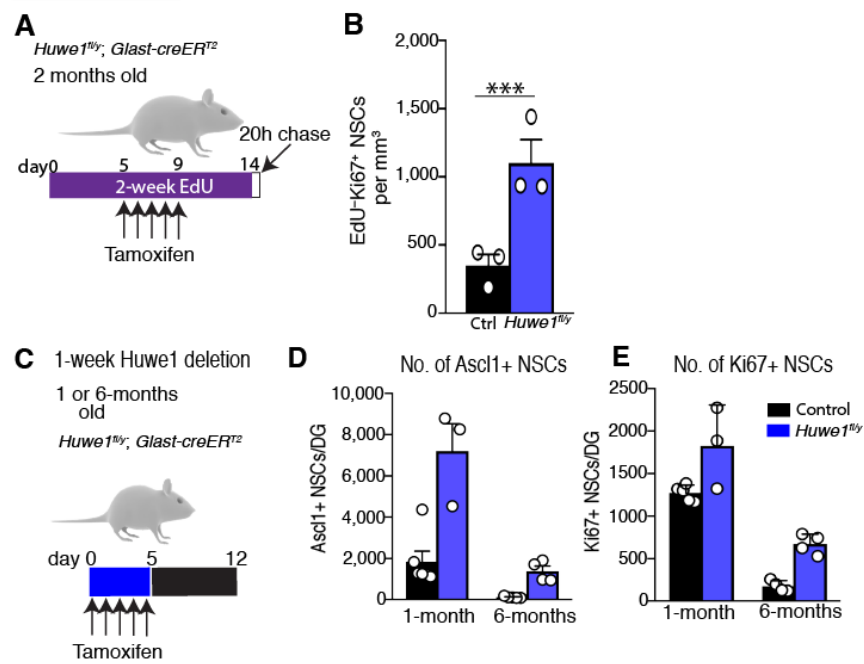 A
Huwe1fl/y; Glast-creERT2
2 months old
20h chase
day0 5 9 14
2-week EdU
Tamoxifen
B
2,000
1,500
1,000
500
0
EdU-Ki67+ NSCs
per mm3
***
Ctrl Huwe1fl/y
C
1-week Huwe1 deletion
1 or 6-months
old
Huwe1fl/y; Glast-creERT2
day 0 5 12
Tamoxifen
D
No. of Ascl1+ NSCs
10,000
8,000
6,000
4,000
2,000
0
Ascl1+ NSCs/DG
1-month 6-months
E
No. of Ki67+ NSCs
2500
2000
1500
1000
500
0
Ki67+ NSCs/DG
Control
Huwe1fl/y
1-month 6-months